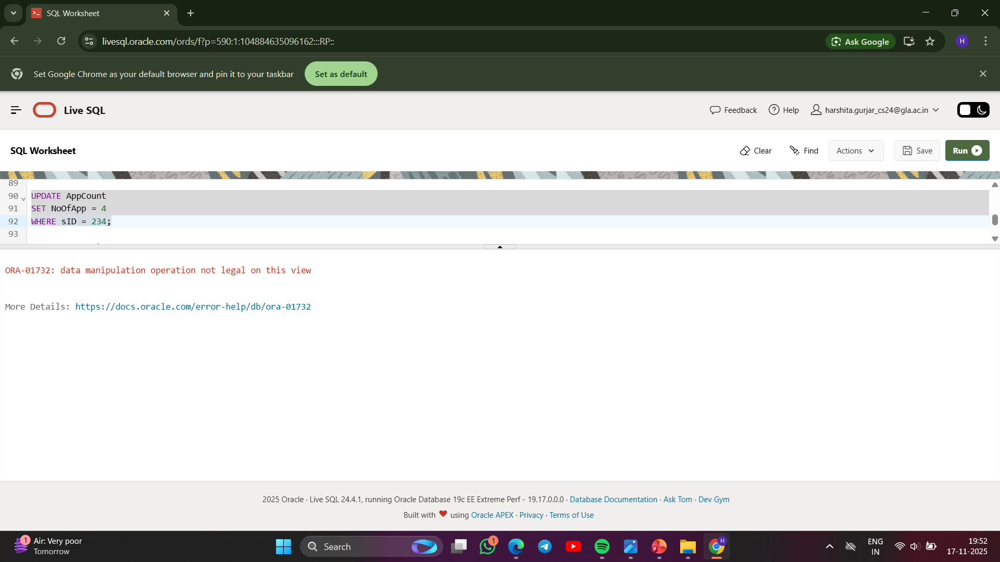 SQL Worksheet
livesql.oracle.com/ords/f?p=590:1:104884635096162:::RP::
Ask Google
H
Set Google Chrome as your default browser and pin it to your taskbar
Set as default
Live SQL
Feedback
Help
harshita.gurjar_cs24@gla.ac.in
SQL Worksheet
Clear
Find
Actions
Save
Run
89
90 UPDATE AppCount
91 SET NoOfApp = 4
92 WHERE sID = 234;
93
ORA-01732: data manipulation operation not legal on this view
More Details: https://docs.oracle.com/error-help/db/ora-01732
2025 Oracle · Live SQL 24.4.1, running Oracle Database 19c EE Extreme Perf - 19.17.0.0.0 · Database Documentation · Ask Tom · Dev Gym
Built with ❤ using Oracle APEX · Privacy · Terms of Use
1
Air: Very poor
Tomorrow
Search
1
P
H
ENG
IN
19:52
17-11-2025